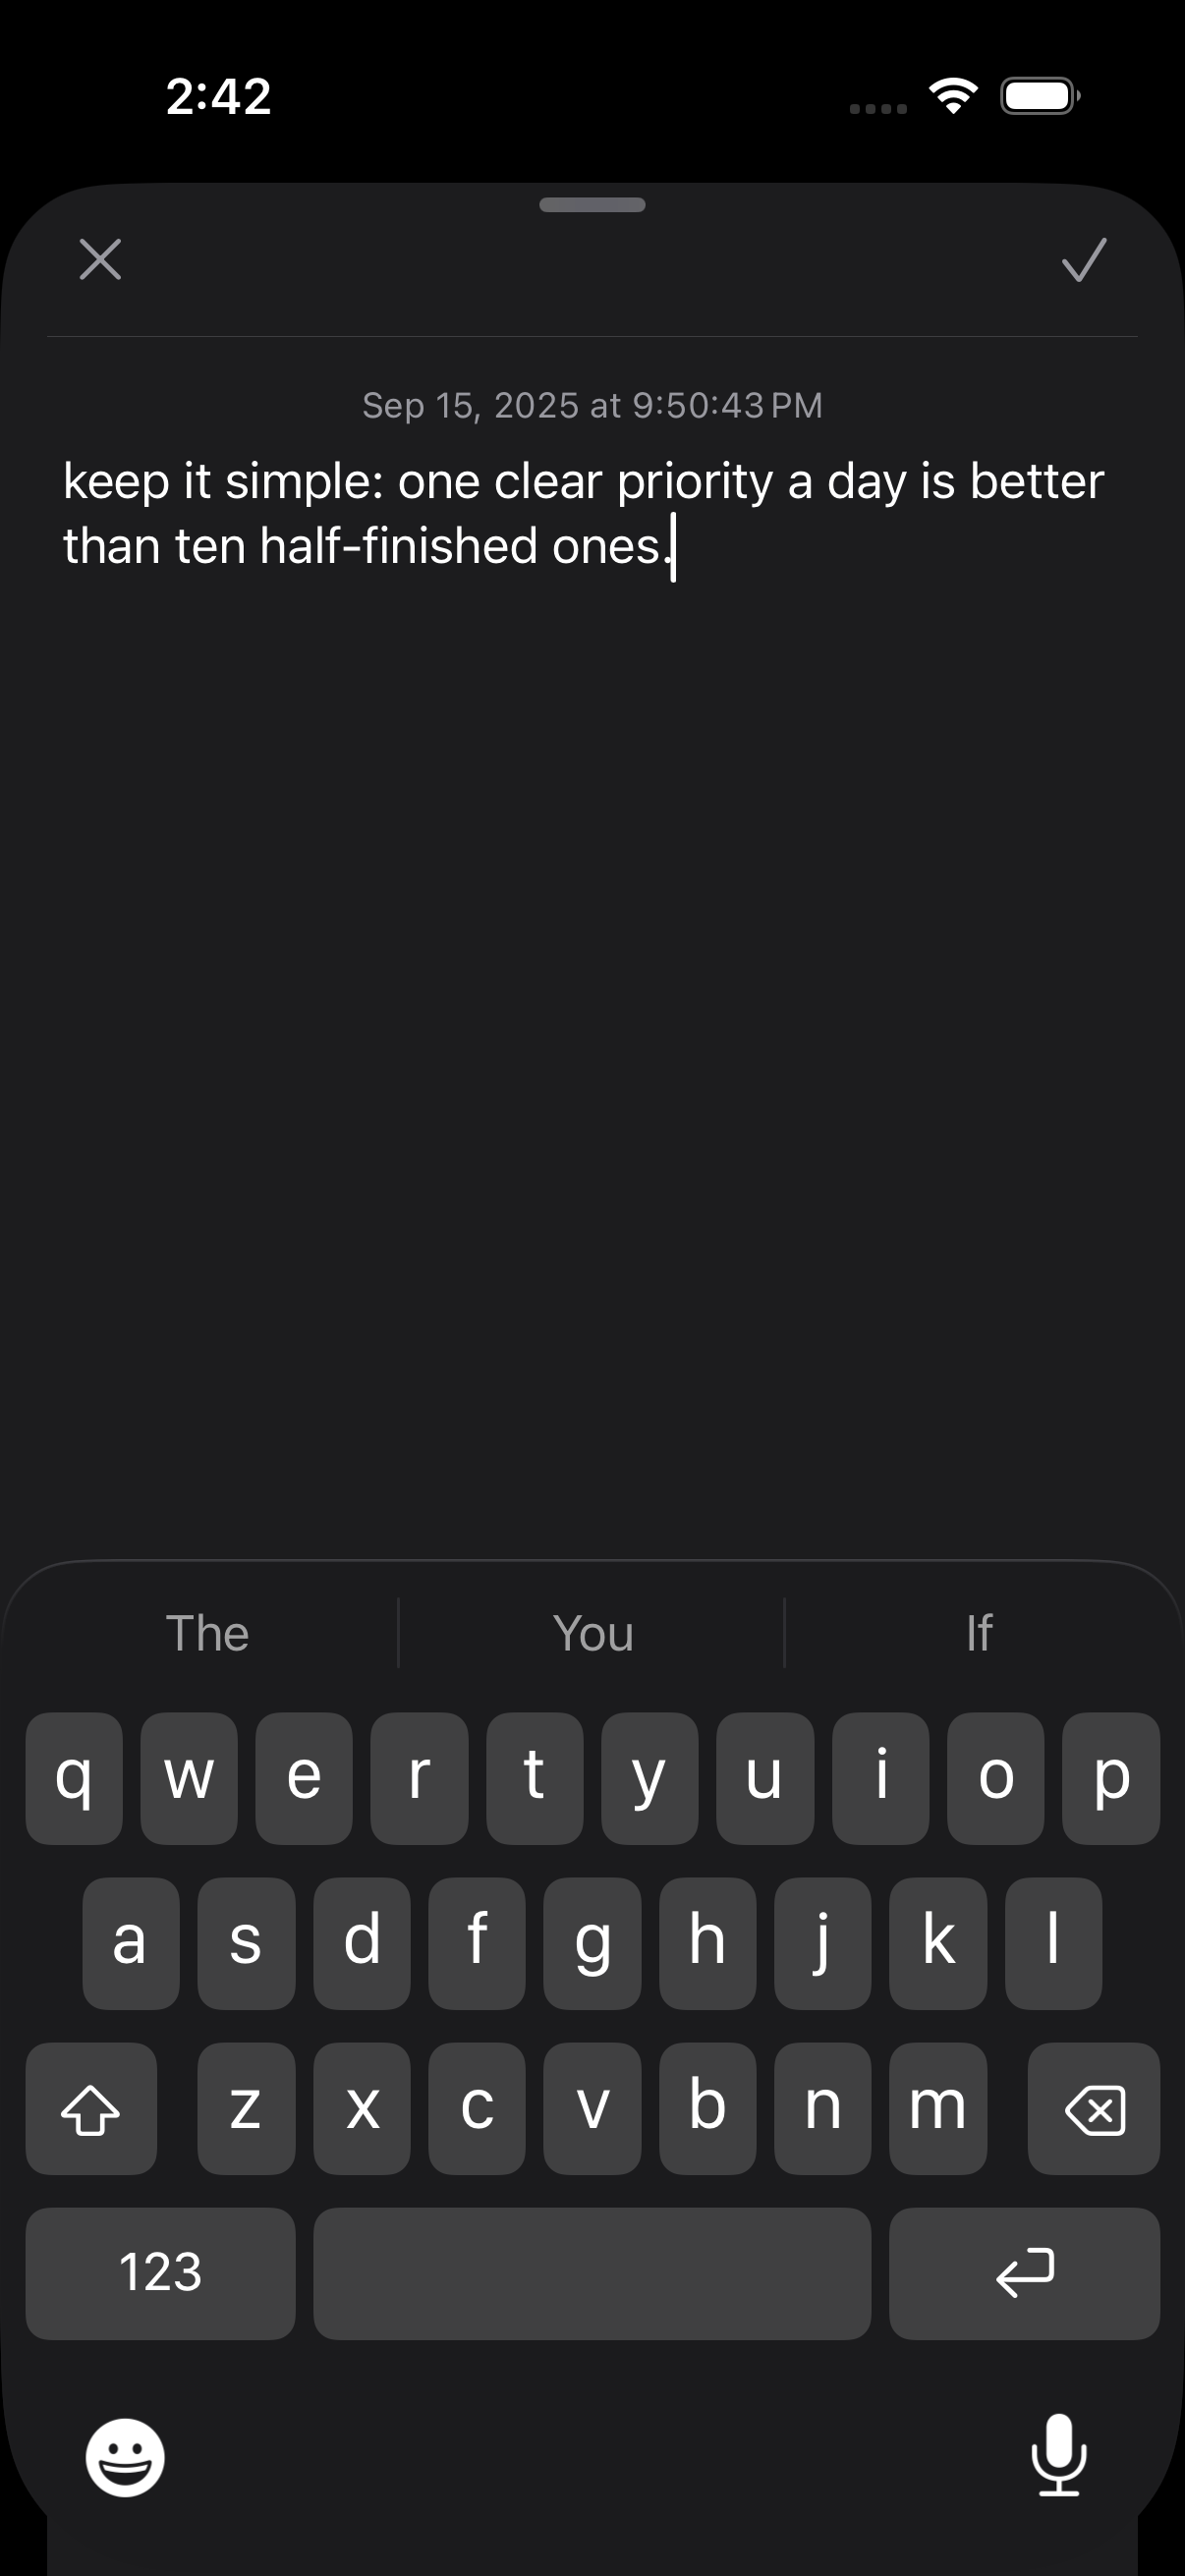 2:42
Sep 15, 2025 at 9:50:43 PM
keep it simple: one clear priority a day is better
than ten half-finished ones.
The You If
q w e r t y u i o p
a s d f g h j k l
z x c v b n m
123